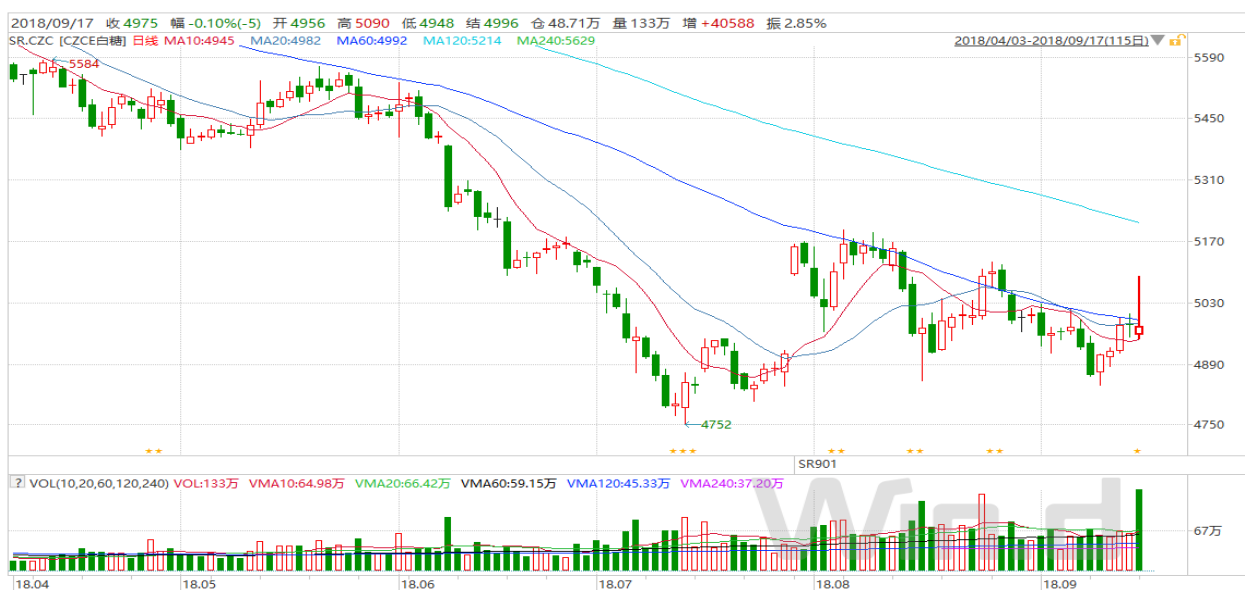 2018/09/17 收 4975 幅 -0.10%(-5) 开 4956 高 5090 低 4948 结 4996 仓 48.71万 量 133万 增 +40588 振 2.85%
SR.CZC [CZCE白糖] 日线 MA10:4945 MA20:4982 MA60:4992 MA120:5214 MA240:5629 2018/04/03-2018/09/17(115日)
5590
5584
5450
5310
5170
5030
4890
4750
4752
SR901
? VOL(10,20,60,120,240) VOL:133万 VMA10:64.98万 VMA20:66.42万 VMA60:59.15万 VMA120:45.33万 VMA240:37.20万
Wind
67万
18.04 18.05 18.06 18.07 18.08 18.09